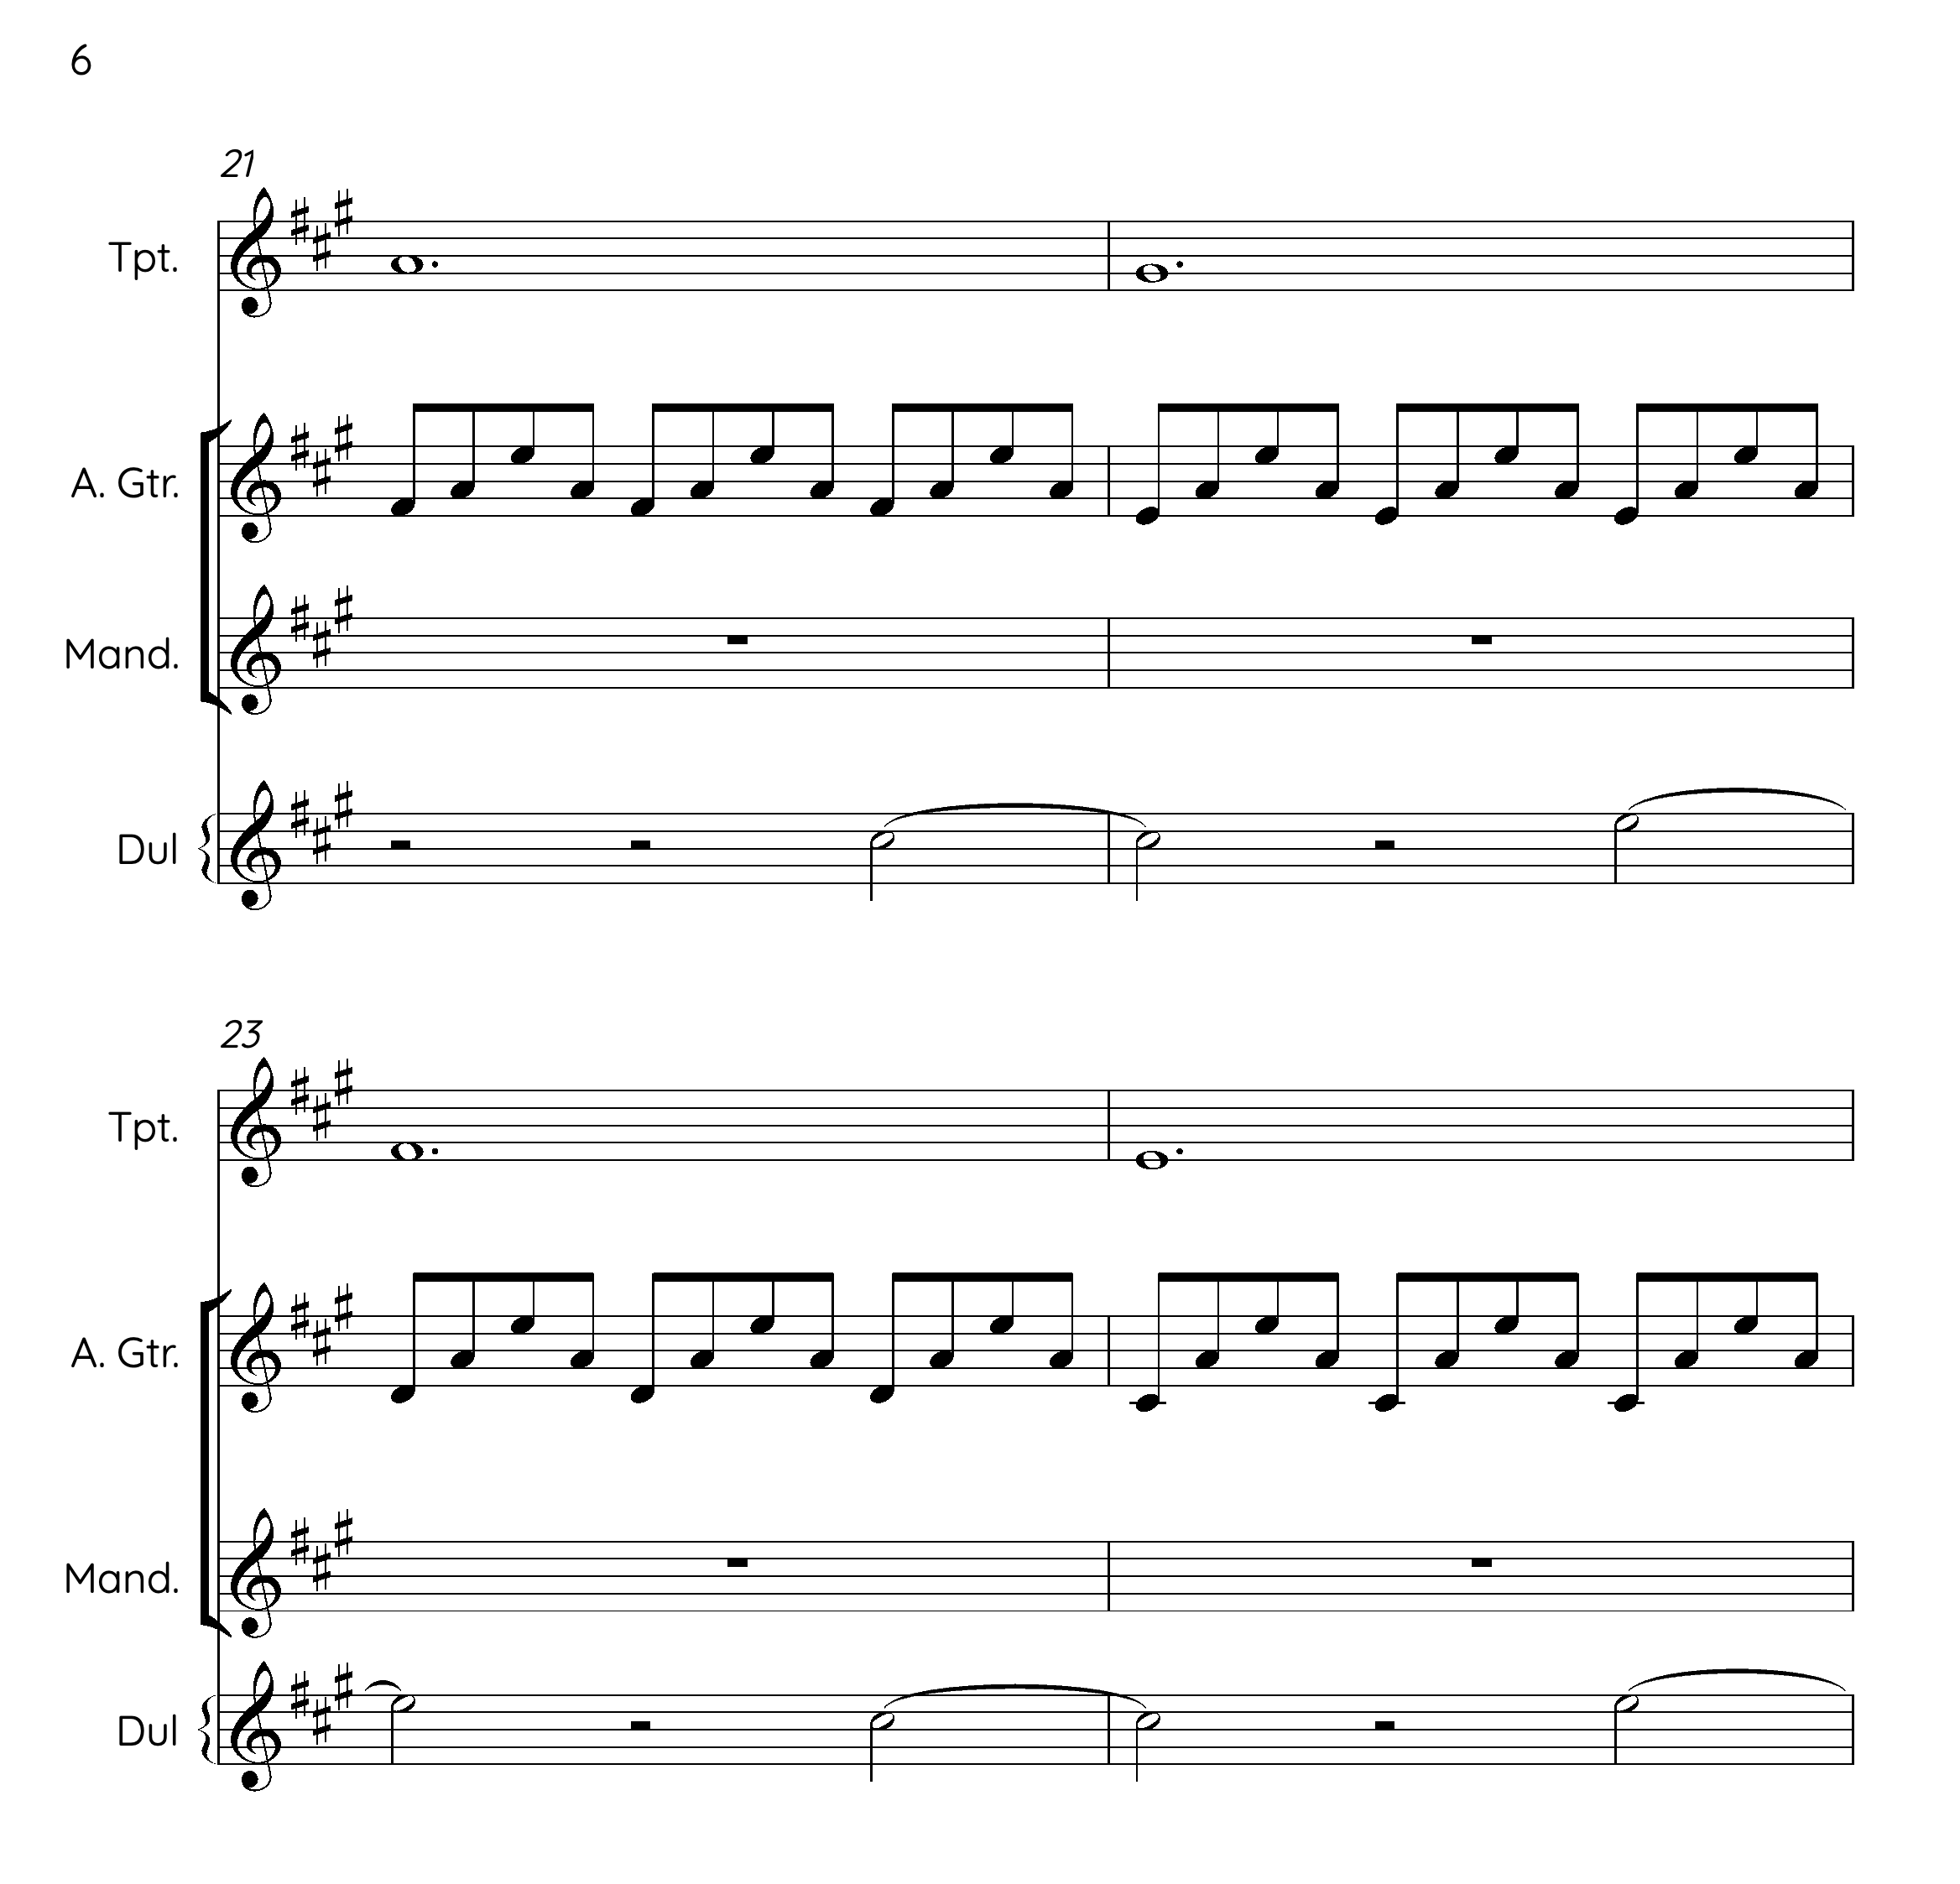 6
21
Tpt.
A. Gtr.
Mand.
Dul
23
Tpt.
A. Gtr.
Mand.
Dul